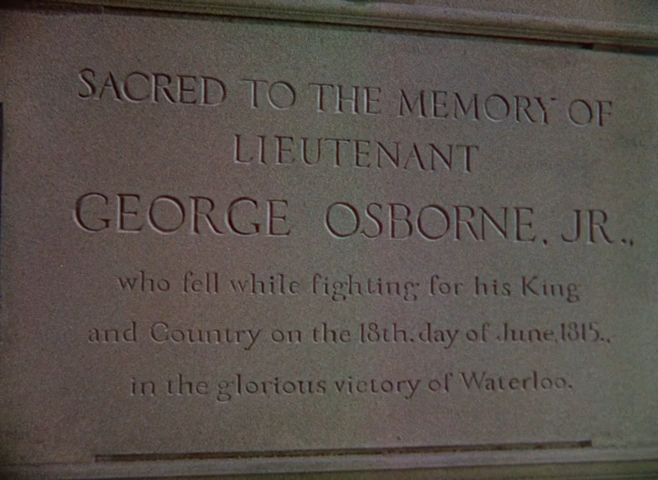 SACRED TO THE MEMORY OF
LIEUTENANT
GEORGE OSBORNE, JR.,
who fell while fighting for his King
and Country on the 18th. day of June, 1815.,
in the glorious victory of Waterloo.